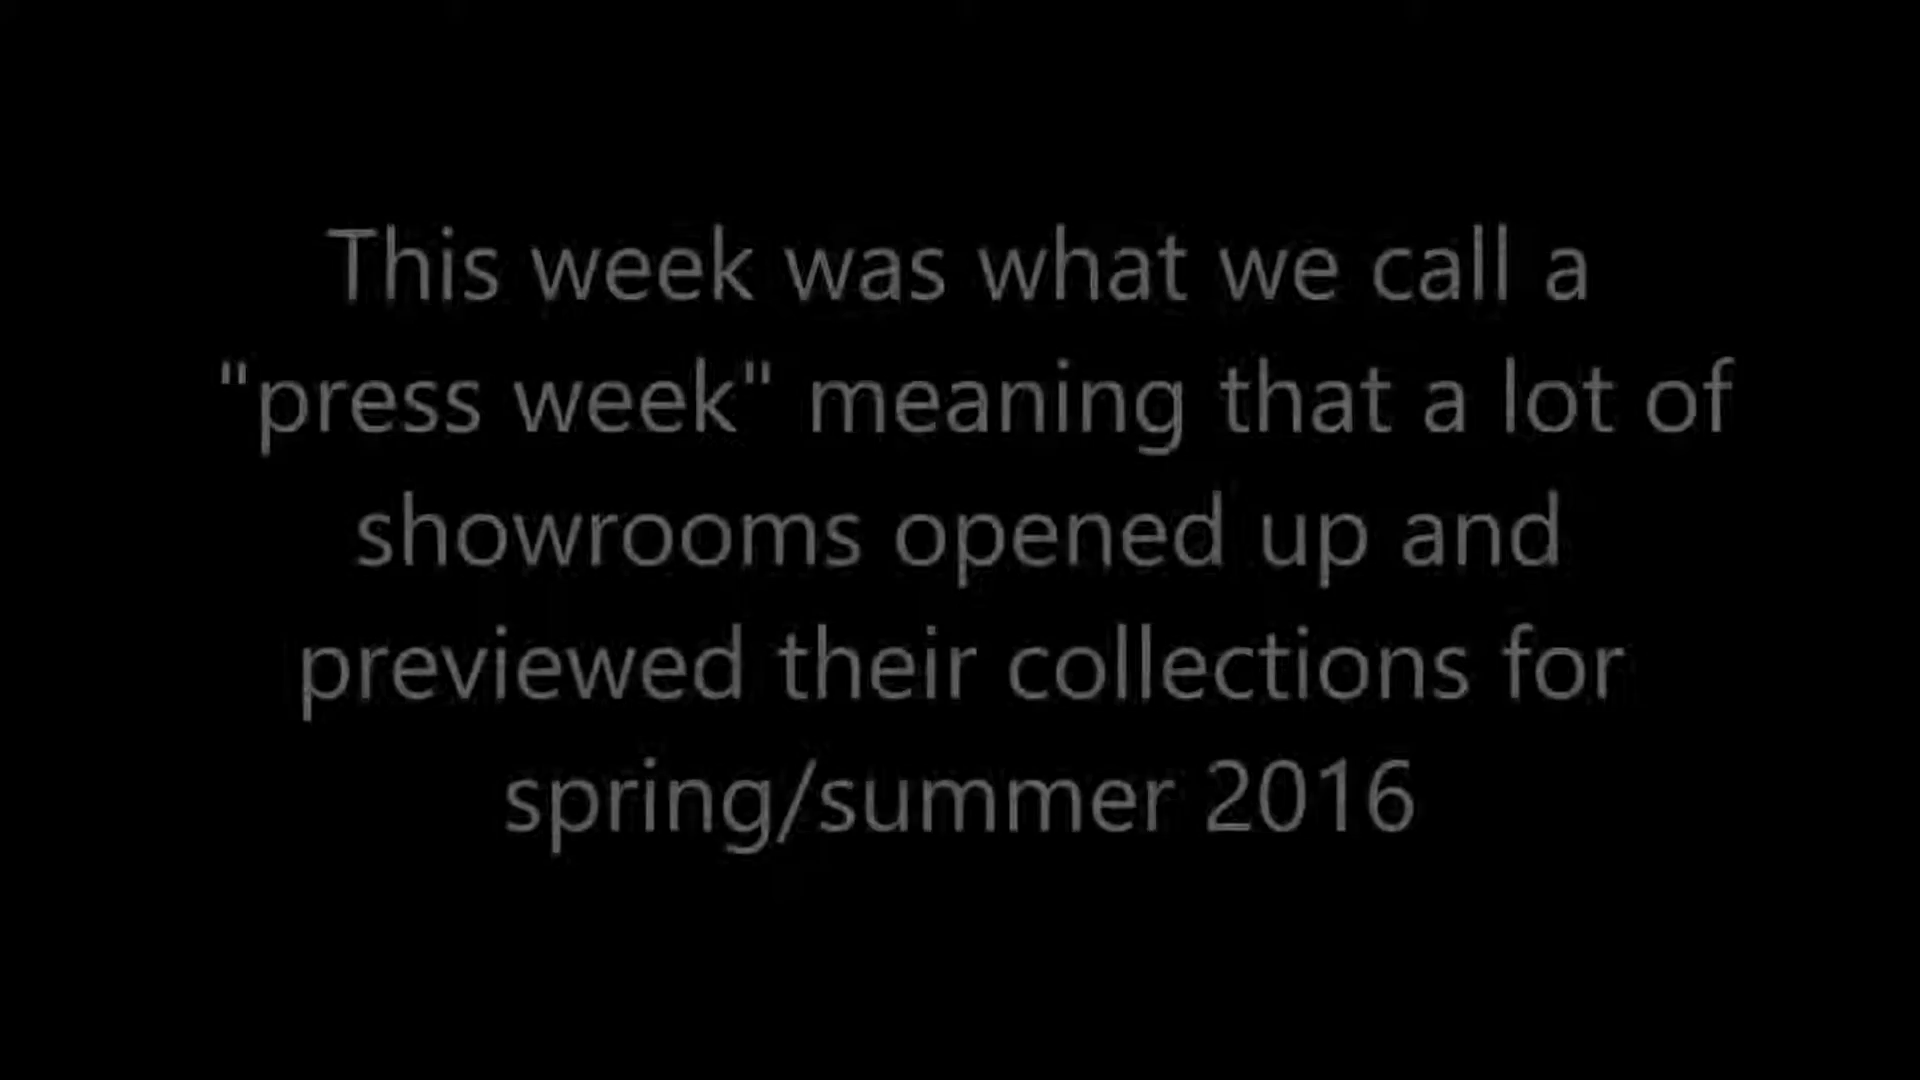 This week was what we call a
"press week" meaning that a lot of
showrooms opened up and
previewed their collections for
spring/summer 2016